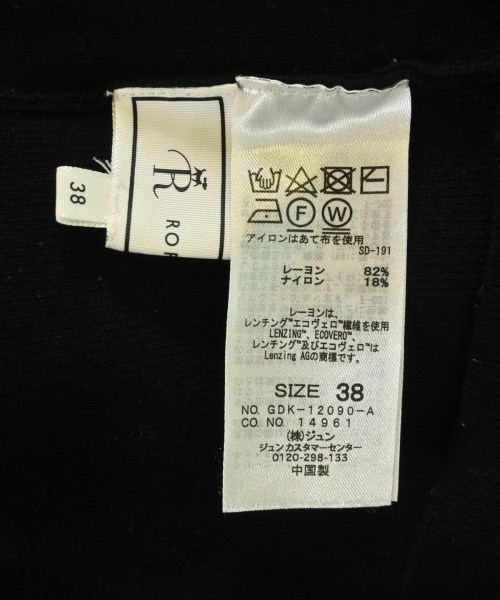 38
R
ROP
F W
アイロンはあて布を使用
SD-191
レーヨン 82%
ナイロン 18%
レーヨンは、
レンチング™エコヴェロ™繊維を使用
LENZING™、ECOVERO™、
レンチング™及びエコヴェロ™は
Lenzing AGの商標です。
SIZE 38
NO. GDK-12090-A
CO. NO. 14961
(株)ジュン
ジュンカスタマーセンター
0120-298-133
中国製